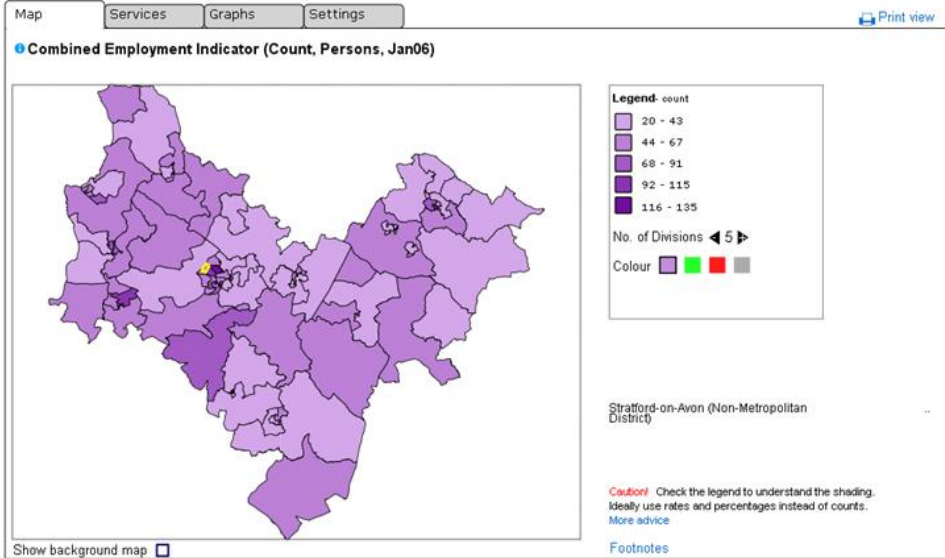 Map Services Graphs Settings
Print view
Combined Employment Indicator (Count, Persons, Jan06)
Legend- count
20 - 43
44 - 67
68 - 91
92 - 115
116 - 135
No. of Divisions 5
Colour
Stratford-on-Avon (Non-Metropolitan ..
District)
Caution! Check the legend to understand the shading.
Ideally use rates and percentages instead of counts.
More advice
Show background map
Footnotes